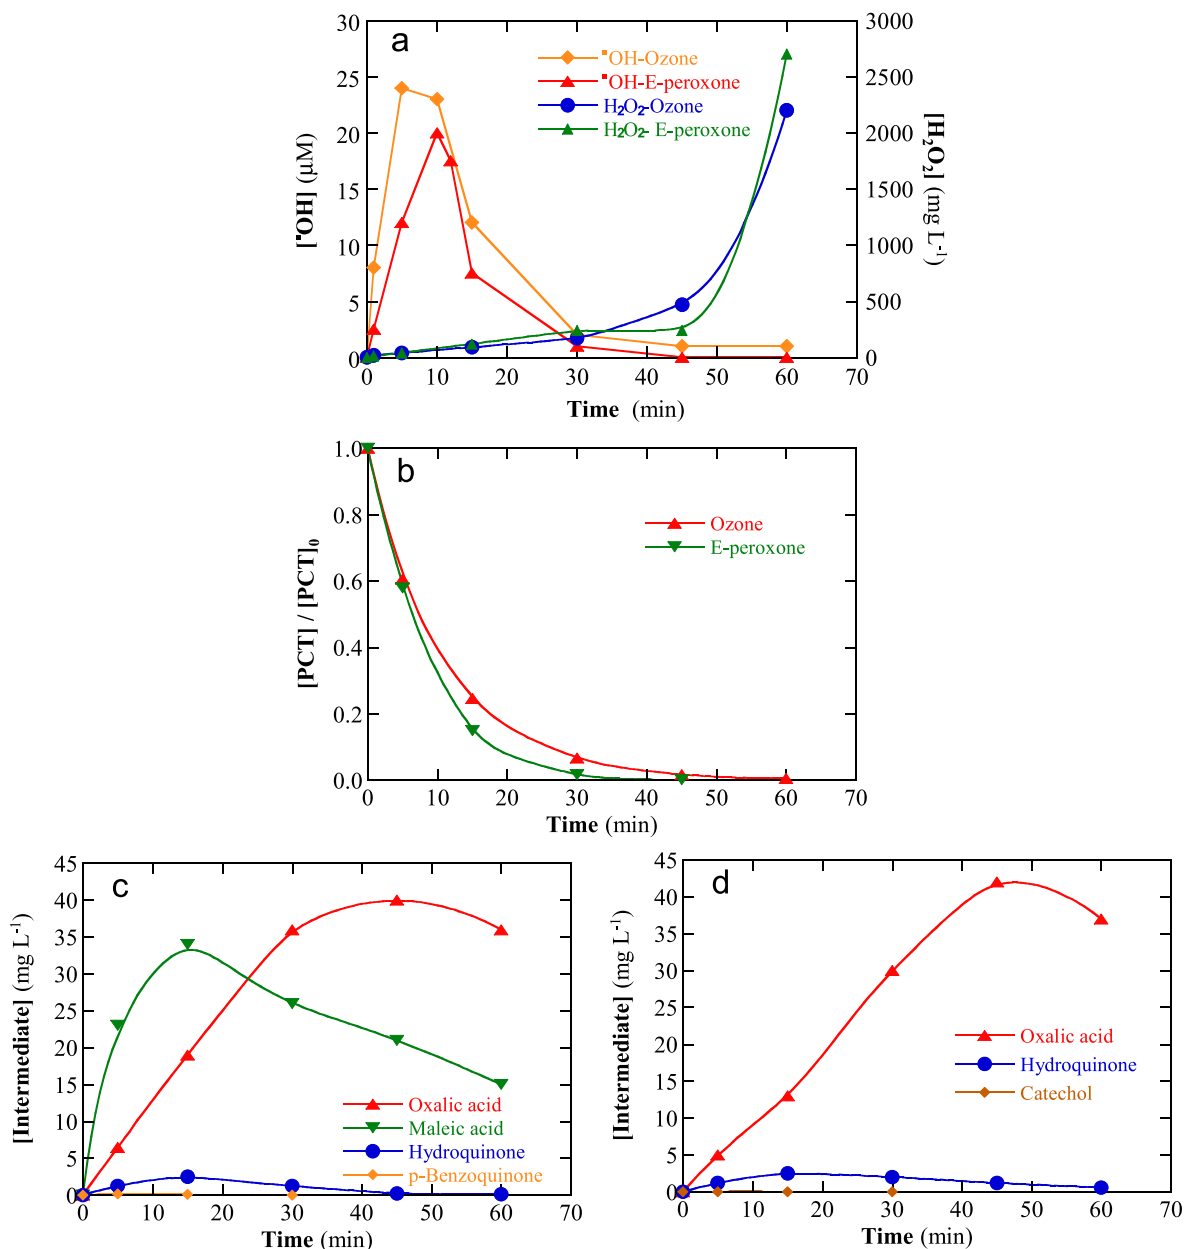 a
30
25
20
15
10
5
0
[▪OH] (μM)
3000
2500
2000
1500
1000
500
0
[H₂O₂] (mg L⁻¹)
▪OH-Ozone
▪OH-E-peroxone
H₂O₂-Ozone
H₂O₂- E-peroxone
0 10 20 30 40 50 60 70
Time (min)
b
1.0
0.8
0.6
0.4
0.2
0.0
[PCT] / [PCT]₀
Ozone
E-peroxone
0 10 20 30 40 50 60 70
Time (min)
c
45
40
35
30
25
20
15
10
5
0
[Intermediate] (mg L⁻¹)
Oxalic acid
Maleic acid
Hydroquinone
p-Benzoquinone
0 10 20 30 40 50 60 70
Time (min)
d
45
40
35
30
25
20
15
10
5
0
[Intermediate] (mg L⁻¹)
Oxalic acid
Hydroquinone
Catechol
0 10 20 30 40 50 60 70
Time (min)